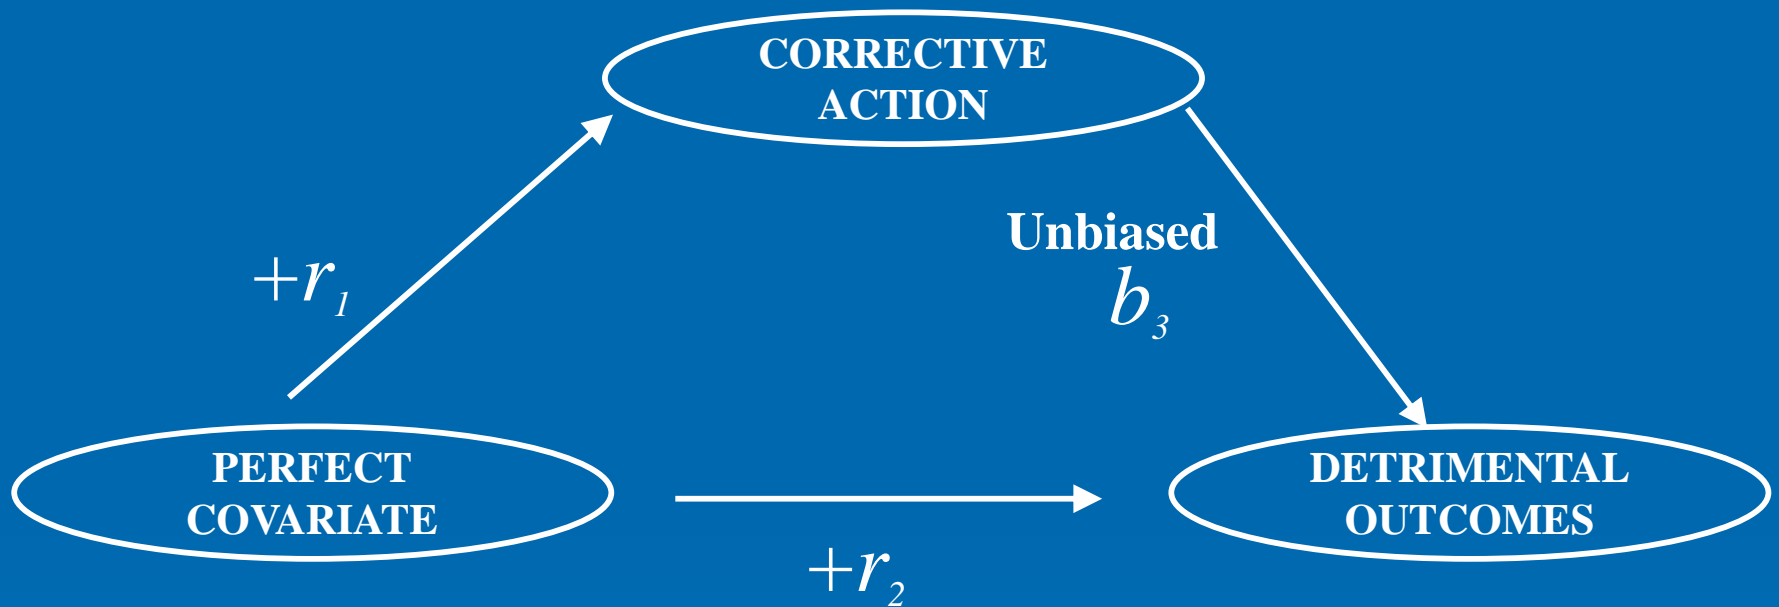 CORRECTIVE
ACTION
Unbiased
b₃
+r₁
PERFECT
COVARIATE
DETRIMENTAL
OUTCOMES
+r₂